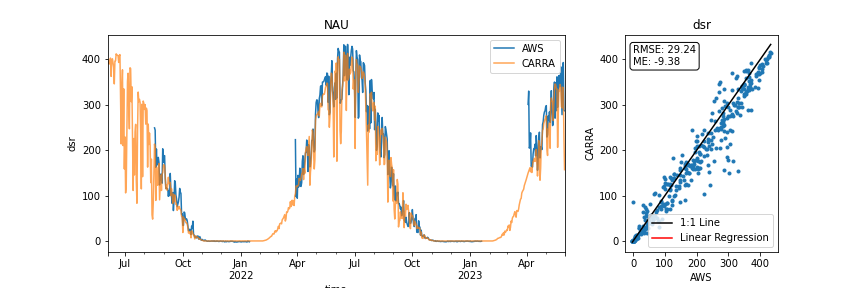 NAU
dsr
400
300
200
100
0
Jul
Oct
Jan
2022
Apr
Jul
Oct
Jan
2023
Apr
time
AWS
CARRA
dsr
CARRA
400
300
200
100
0
0
100
200
300
400
AWS
RMSE: 29.24
ME: -9.38
1:1 Line
Linear Regression